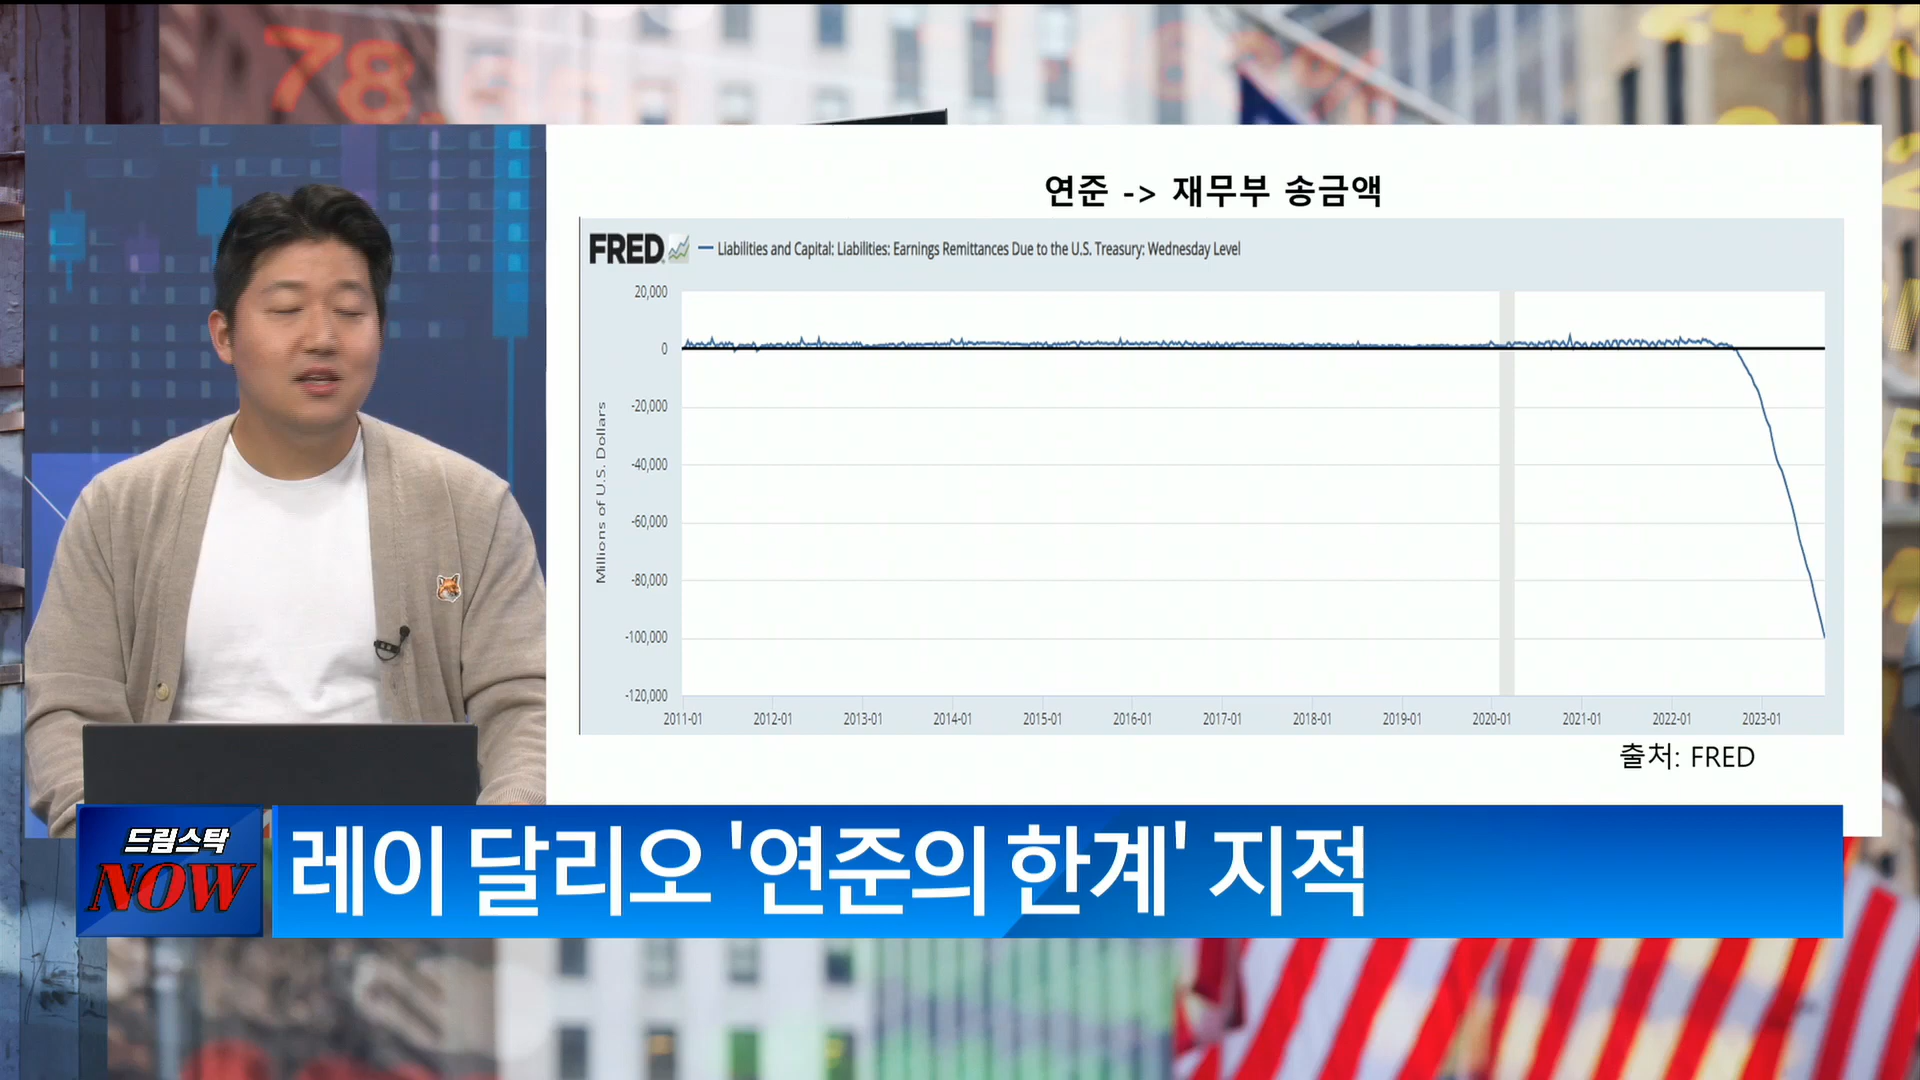 78.
24.03
연준 -> 재무부 송금액
FRED
Liabilities and Capital: Liabilities: Earnings Remittances Due to the U.S. Treasury: Wednesday Level
Millions of U.S. Dollars
20,000
0
-20,000
-40,000
-60,000
-80,000
-100,000
-120,000
2011-01
2012-01
2013-01
2014-01
2015-01
2016-01
2017-01
2018-01
2019-01
2020-01
2021-01
2022-01
2023-01
출처: FRED
드림스탁
NOW
레이 달리오 '연준의 한계' 지적